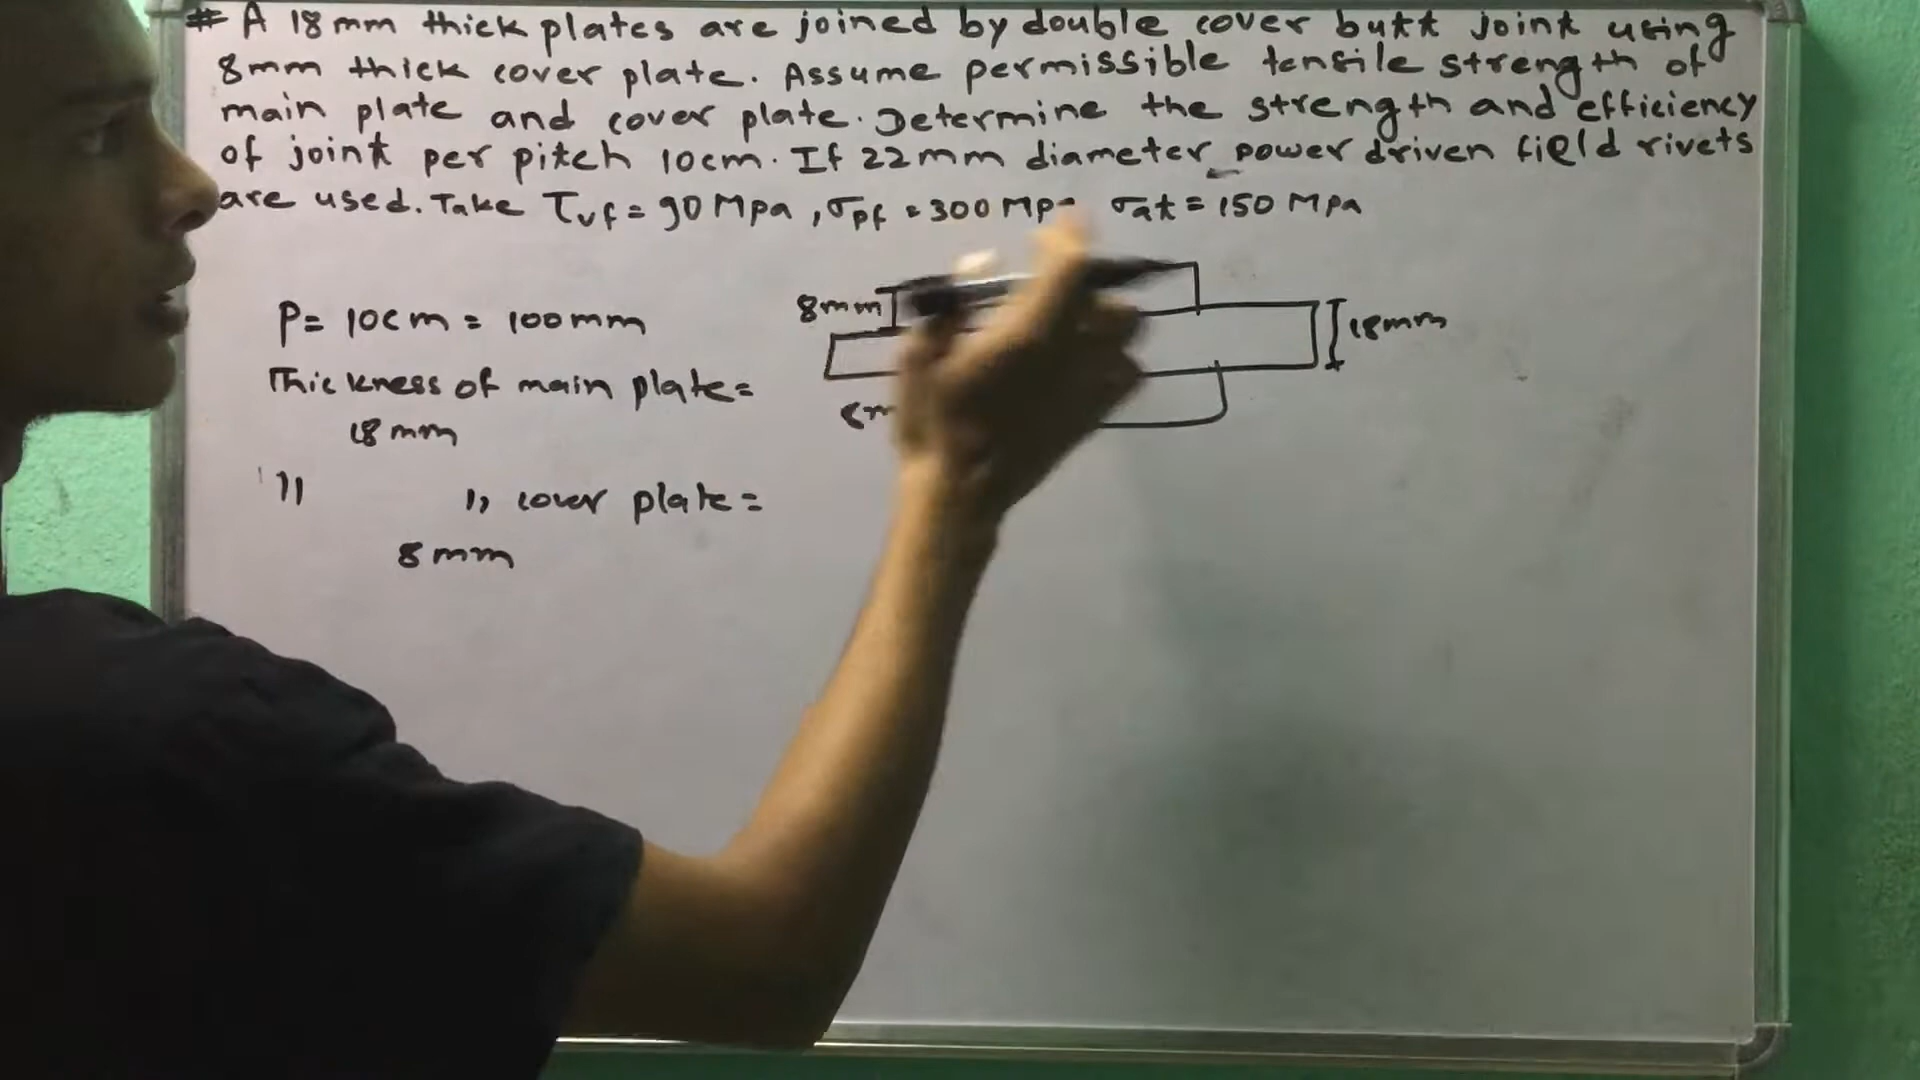 # A 18mm thick plates are joined by double cover butt joint using
8mm thick cover plate. Assume permissible tensile strength of
main plate and cover plate. Determine the strength and efficiency
of joint per pitch 10cm. If 22mm diameter power driven field rivets
are used. Take τvf = 90 MPa, σpf = 300 MPa σat = 150 MPa
8mm
18mm
P = 10cm = 100mm
Thickness of main plate =
18mm
8m
" " cover plate =
8mm